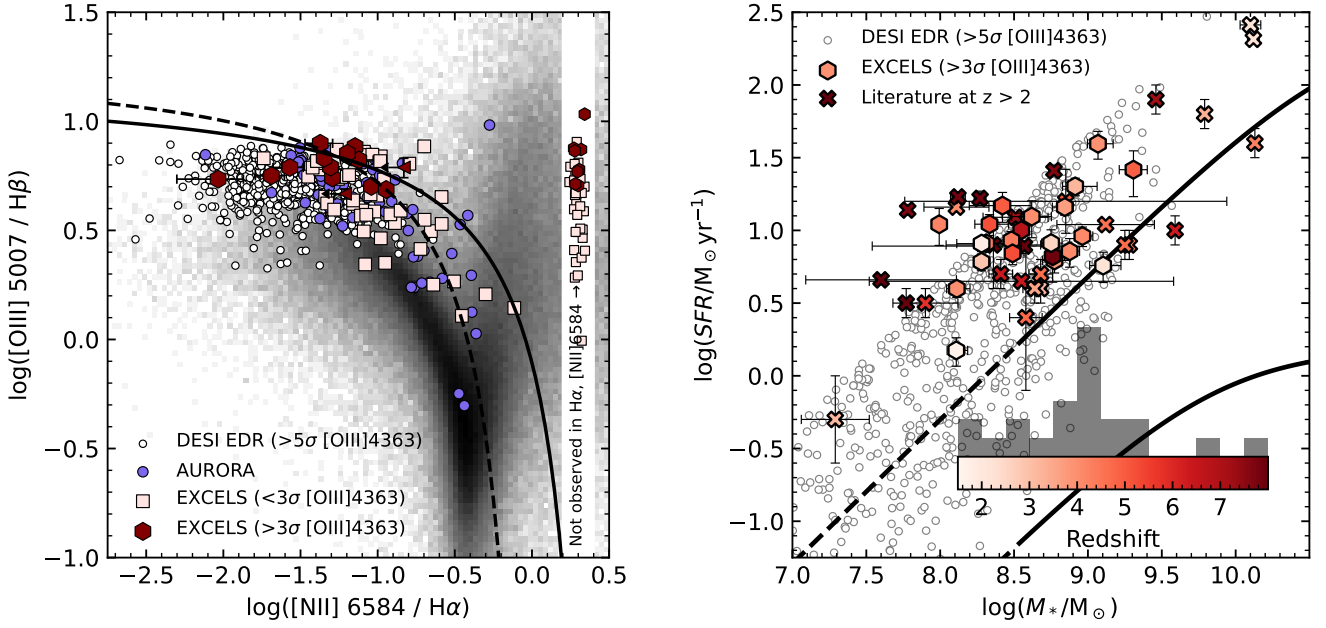 1.5
1.0
0.5
0.0
−0.5
−1.0
log([OIII] 5007 / Hβ)
DESI EDR (>5σ [OIII]4363)
AURORA
EXCELS (<3σ [OIII]4363)
EXCELS (>3σ [OIII]4363)
Not observed in Hα, [NII]6584 →
−2.5 −2.0 −1.5 −1.0 −0.5 0.0 0.5
log([NII] 6584 / Hα)
2.5
2.0
1.5
1.0
0.5
0.0
−0.5
−1.0
log(SFR/M⊙yr⁻¹)
DESI EDR (>5σ [OIII]4363)
EXCELS (>3σ [OIII]4363)
Literature at z > 2
2 3 4 5 6 7
Redshift
7.0 7.5 8.0 8.5 9.0 9.5 10.0
log(M*/M⊙)